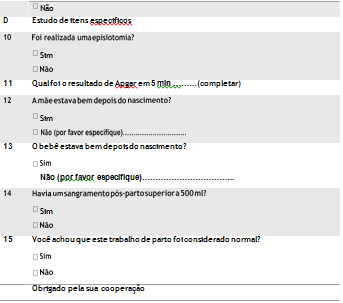 □ Não
D Estudo de itens específicos
10 Foi realizada uma episiotomia?
□ Sim
□ Não
11 Qual foi o resultado de Apgar em 5 min ………(completar)
12 A mãe estava bem depois do nascimento?
□ Sim
□ Não (por favor especifique)...............................
13 O bebê estava bem depois do nascimento?
□ Sim
Não (por favor especifique)……………………………..
14 Havia um sangramento pós-parto superior a 500 ml?
□ Sim
□ Não
15 Você achou que este trabalho de parto foi considerado normal?
□ Sim
□ Não
Obrigado pela sua cooperação